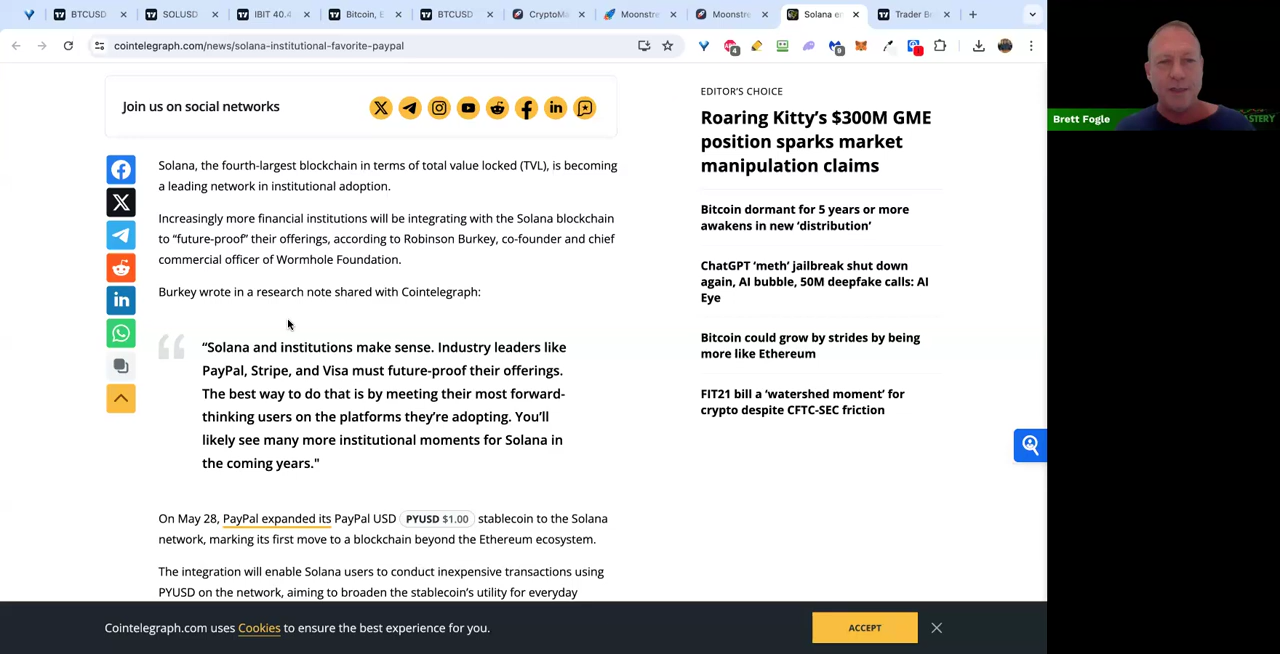 BTCUSD
SOLUSD
IBIT 40.4
Bitcoin, E
BTCUSD
CryptoMa
Moonstre
Moonstre
Solana en
Trader B
cointelegraph.com/news/solana-institutional-favorite-paypal
4
9
Join us on social networks
Solana, the fourth-largest blockchain in terms of total value locked (TVL), is becoming
a leading network in institutional adoption.
Increasingly more financial institutions will be integrating with the Solana blockchain
to “future-proof” their offerings, according to Robinson Burkey, co-founder and chief
commercial officer of Wormhole Foundation.
Burkey wrote in a research note shared with Cointelegraph:
“Solana and institutions make sense. Industry leaders like
PayPal, Stripe, and Visa must future-proof their offerings.
The best way to do that is by meeting their most forward-
thinking users on the platforms they’re adopting. You’ll
likely see many more institutional moments for Solana in
the coming years."
On May 28, PayPal expanded its PayPal USD PYUSD $1.00 stablecoin to the Solana
network, marking its first move to a blockchain beyond the Ethereum ecosystem.
The integration will enable Solana users to conduct inexpensive transactions using
PYUSD on the network, aiming to broaden the stablecoin’s utility for everyday
EDITOR’S CHOICE
Roaring Kitty’s $300M GME
position sparks market
manipulation claims
Bitcoin dormant for 5 years or more
awakens in new ‘distribution’
ChatGPT ‘meth’ jailbreak shut down
again, AI bubble, 50M deepfake calls: AI
Eye
Bitcoin could grow by strides by being
more like Ethereum
FIT21 bill a ‘watershed moment’ for
crypto despite CFTC-SEC friction
Cointelegraph.com uses Cookies to ensure the best experience for you.
ACCEPT
Brett Fogle